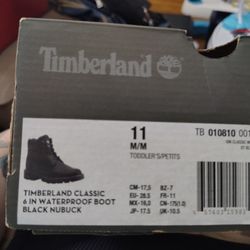 Timberland
11
M/M
TODDLER'S/PETITS
TB 010810 001
TIMBERLAND CLASSIC
6 IN WATERPROOF BOOT
BLACK NUBUCK
CM-17,5 BZ-7
EU-28,5 FR-11
MX-16,0 CN-175(1.0)
JP-17,5 UK-10.5